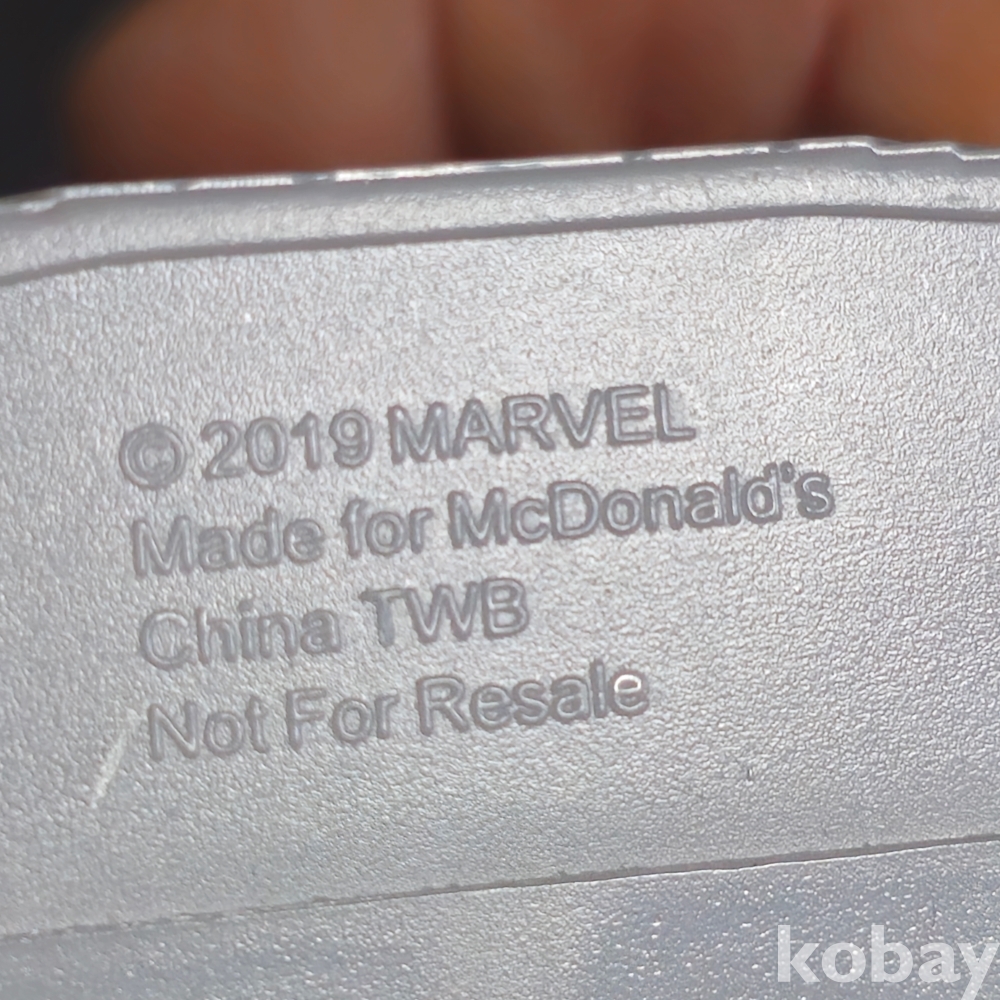 © 2019 MARVEL
Made for McDonald's
China TWB
Not For Resale
kobay